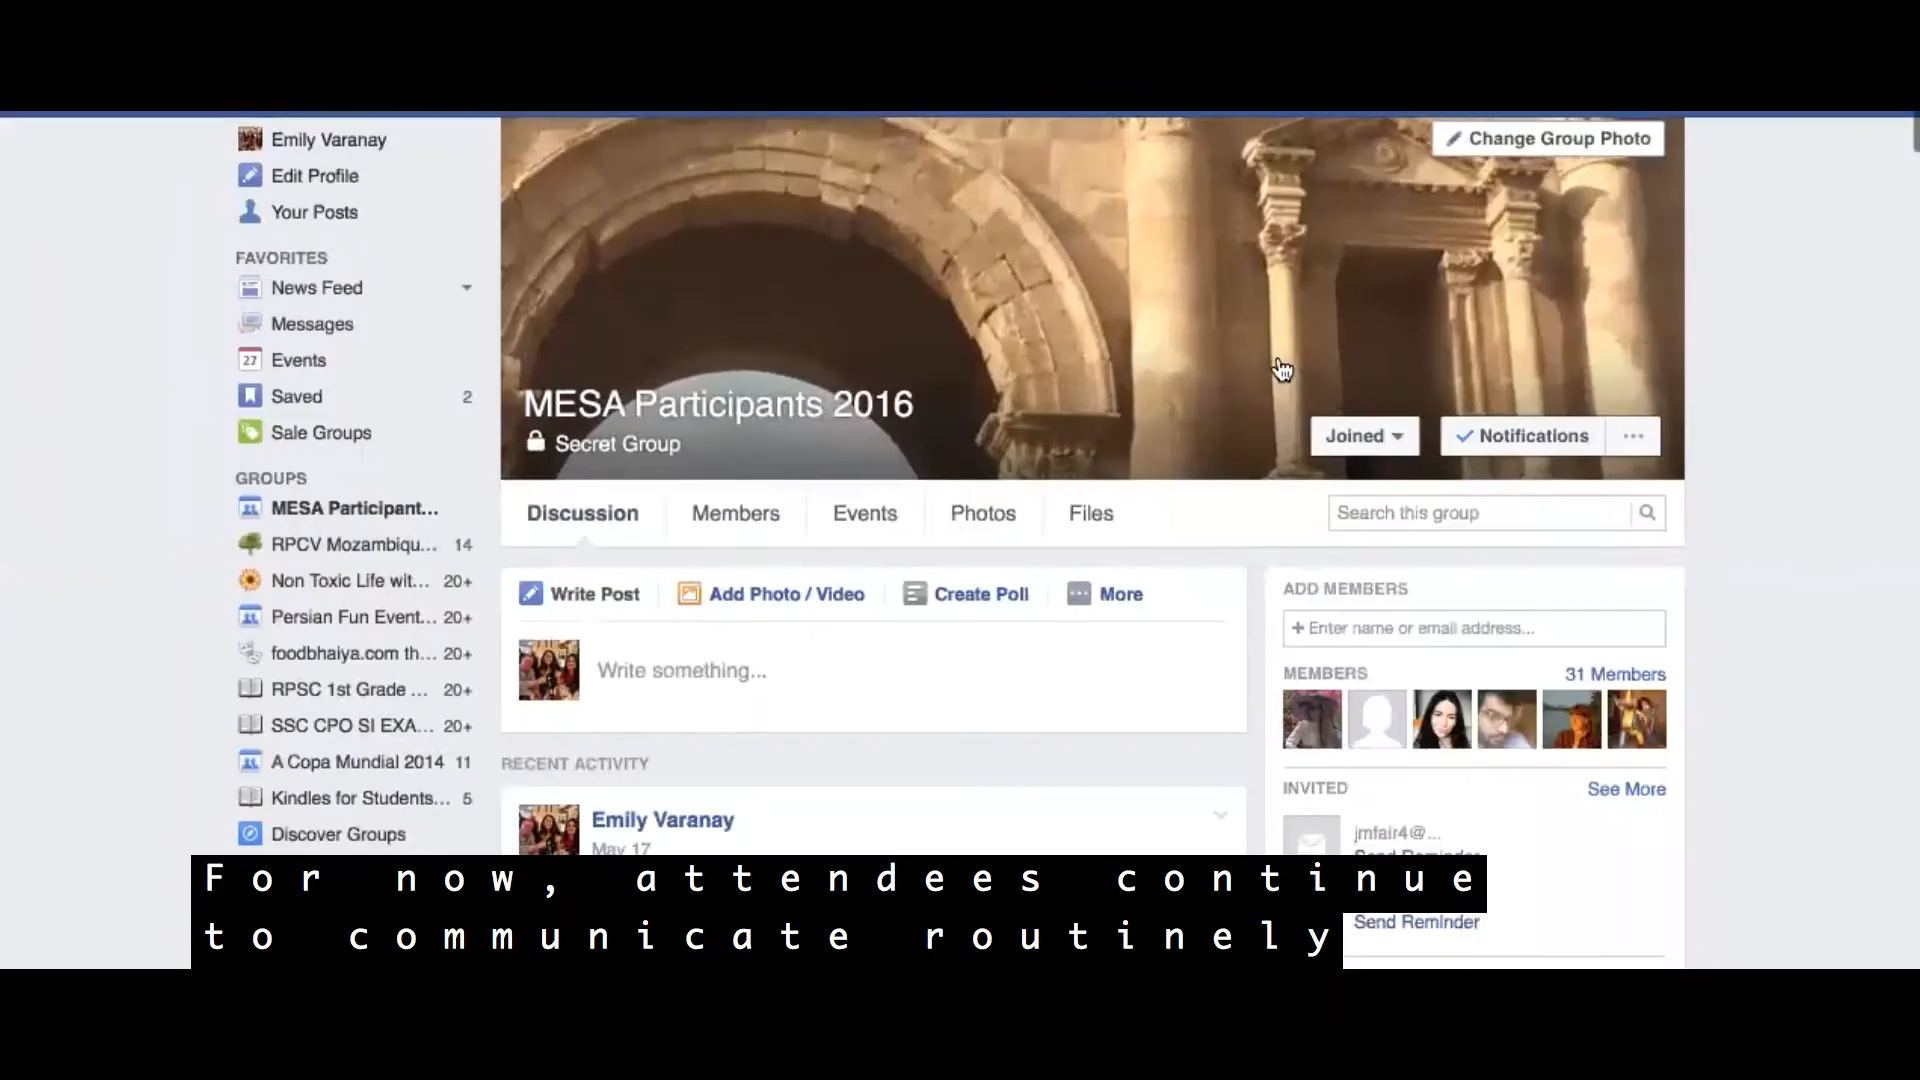 Emily Varanay
Edit Profile
Your Posts
FAVORITES
News Feed
Messages
27 Events
Saved 2
Sale Groups
GROUPS
MESA Participant...
RPCV Mozambiqu... 14
Non Toxic Life wit... 20+
Persian Fun Event... 20+
foodbhaiya.com th... 20+
RPSC 1st Grade ... 20+
SSC CPO SI EXA... 20+
A Copa Mundial 2014 11
Kindles for Students... 5
Discover Groups
Change Group Photo
MESA Participants 2016
Secret Group
Joined
Notifications
Discussion Members Events Photos Files
Search this group
Write Post Add Photo / Video Create Poll More
Write something...
RECENT ACTIVITY
Emily Varanay
May 17
ADD MEMBERS
+ Enter name or email address...
MEMBERS 31 Members
INVITED See More
jmfair4@...
Send Reminder
Send Reminder
For now, attendees continue
to communicate routinely